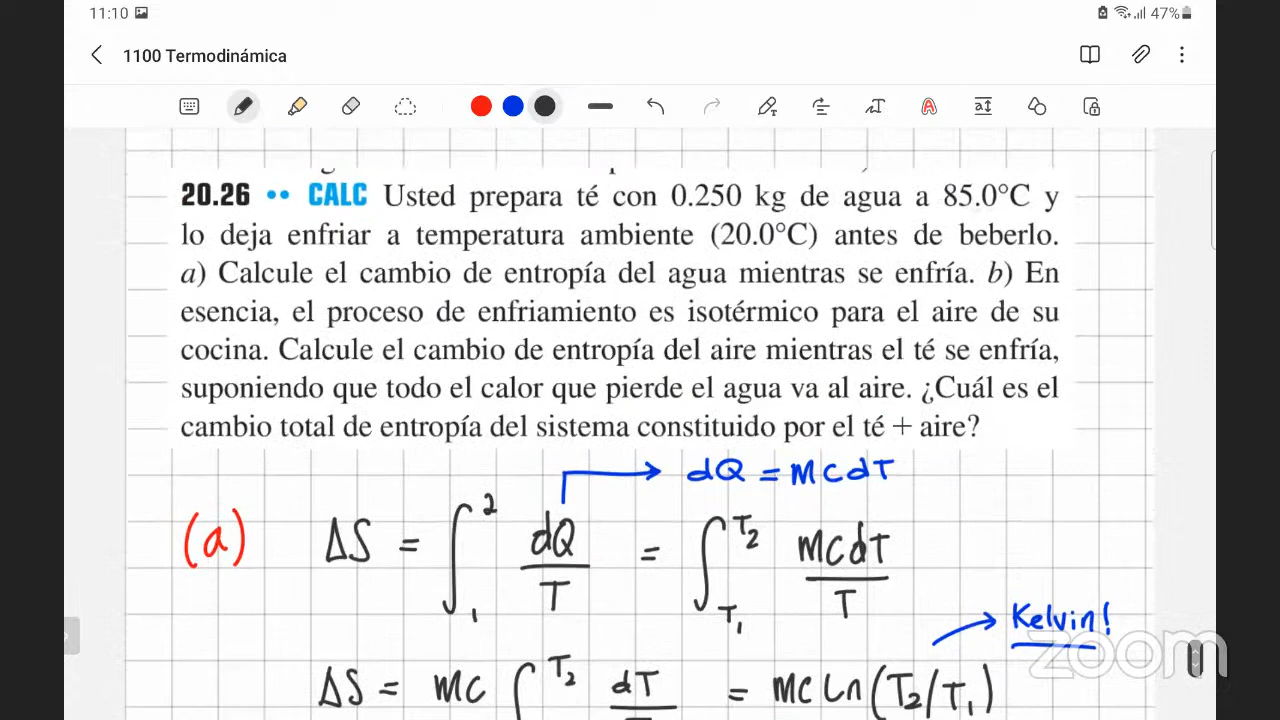 11:10 47%
1100 Termodinámica
20.26 •• CALC Usted prepara té con 0.250 kg de agua a 85.0°C y
lo deja enfriar a temperatura ambiente (20.0°C) antes de beberlo.
a) Calcule el cambio de entropía del agua mientras se enfría. b) En
esencia, el proceso de enfriamiento es isotérmico para el aire de su
cocina. Calcule el cambio de entropía del aire mientras el té se enfría,
suponiendo que todo el calor que pierde el agua va al aire. ¿Cuál es el
cambio total de entropía del sistema constituido por el té + aire?
dQ = mcdT
(a) ΔS = ∫₁² dQ/T = ∫_T₁^T₂ mcdT/T
Kelvin!
zoom
ΔS = mc ∫^T₂ dT = mc Ln(T₂/T₁)